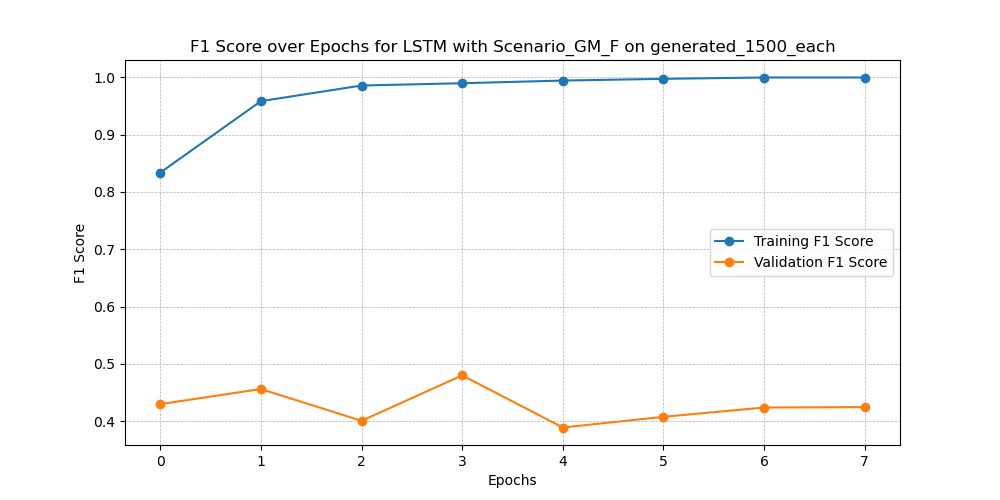 F1 Score over Epochs for LSTM with Scenario_GM_F on generated_1500_each
F1 Score
1.0
0.9
0.8
0.7
0.6
0.5
0.4
Training F1 Score
Validation F1 Score
0 1 2 3 4 5 6 7
Epochs